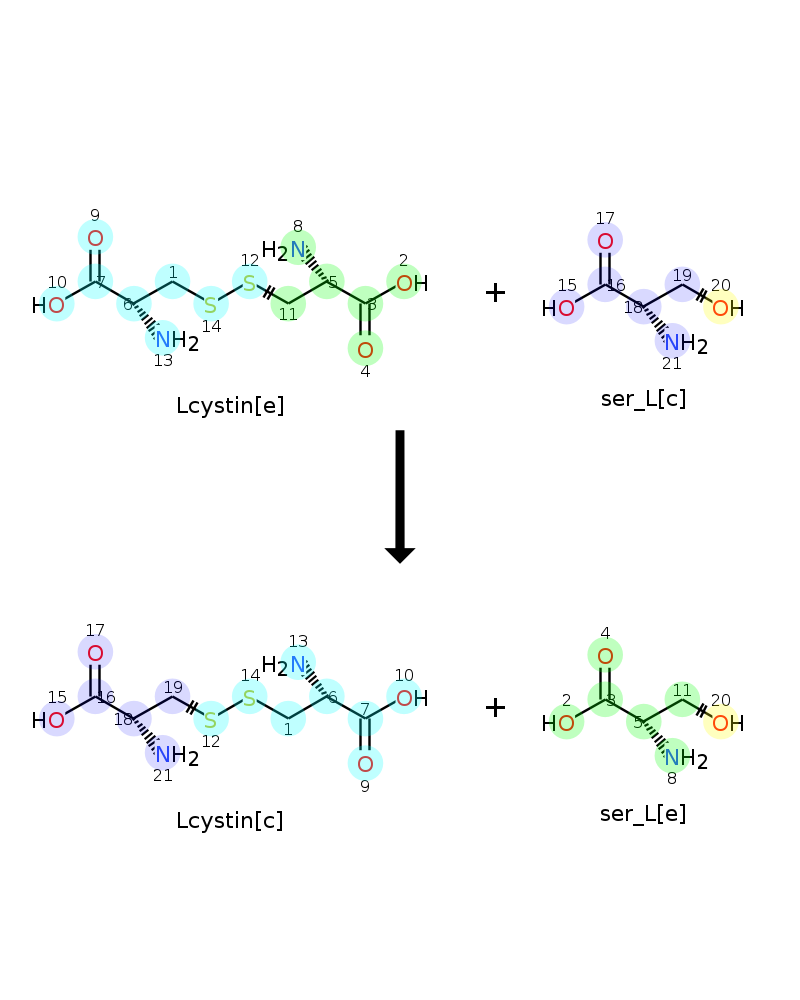 9 8 17
O 12 H₂N 2 O
10 7 1 S 5 OH 15 16 19 20
HO 6 S 11 3 + HO 18 OH
NH₂ 14 O NH₂
13 4 21
Lcystin[e] ser_L[c]
17 13 4
O 14 H₂N 10 O
15 16 19 S 6 OH 2 3 11 20
HO 18 S 1 7 + HO 5 OH
NH₂ 12 O NH₂
21 9 8
Lcystin[c] ser_L[e]